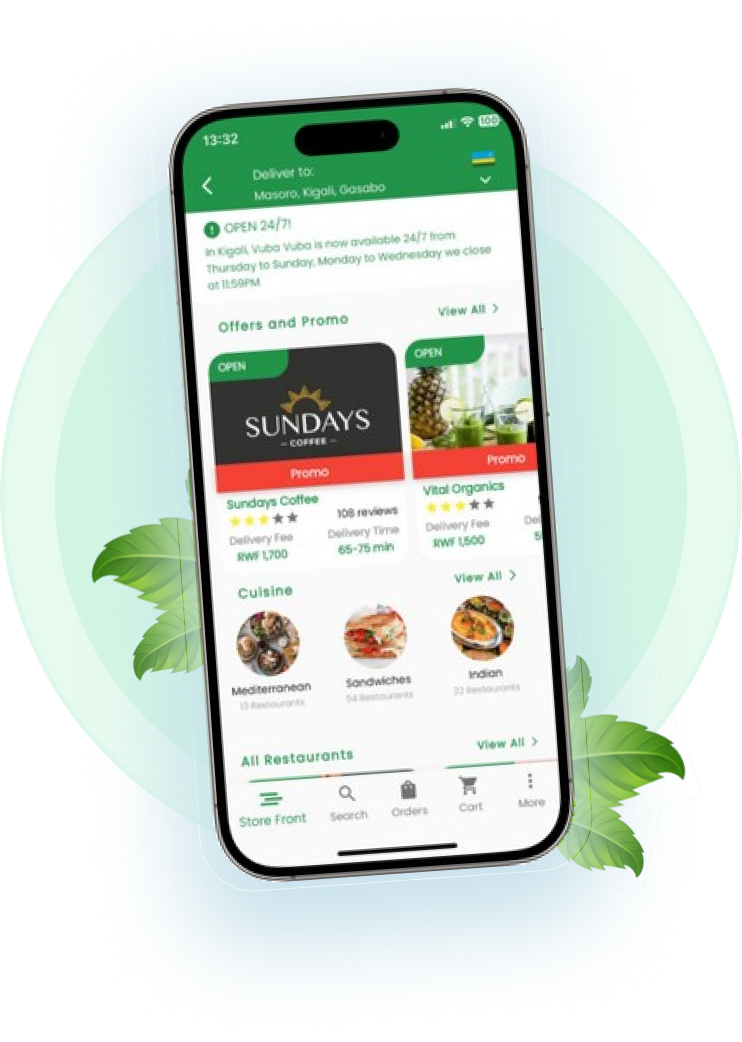 13:32
100
Deliver to:
Masoro, Kigali, Gasabo
! OPEN 24/7!
In Kigali, Vuba Vuba is now available 24/7 from
Thursday to Sunday, Monday to Wednesday we close
at 11:59PM
Offers and Promo
View All >
OPEN
SUNDAYS
– COFFEE –
Promo
Sundays Coffee
108 reviews
Delivery Fee
Delivery Time
RWF 1,700
65-75 min
OPEN
Promo
Vital Organics
Delivery Fee
RWF 1,500
Cuisine
View All >
Mediterranean
13 Restaurants
Sandwiches
54 Restaurants
Indian
22 Restaurants
All Restaurants
View All >
Store Front
Search
Orders
Cart
More